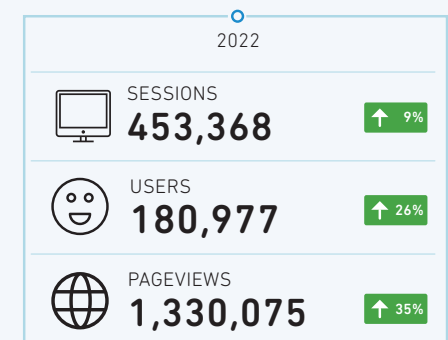 2022
SESSIONS
453,368
9%
USERS
180,977
26%
PAGEVIEWS
1,330,075
35%